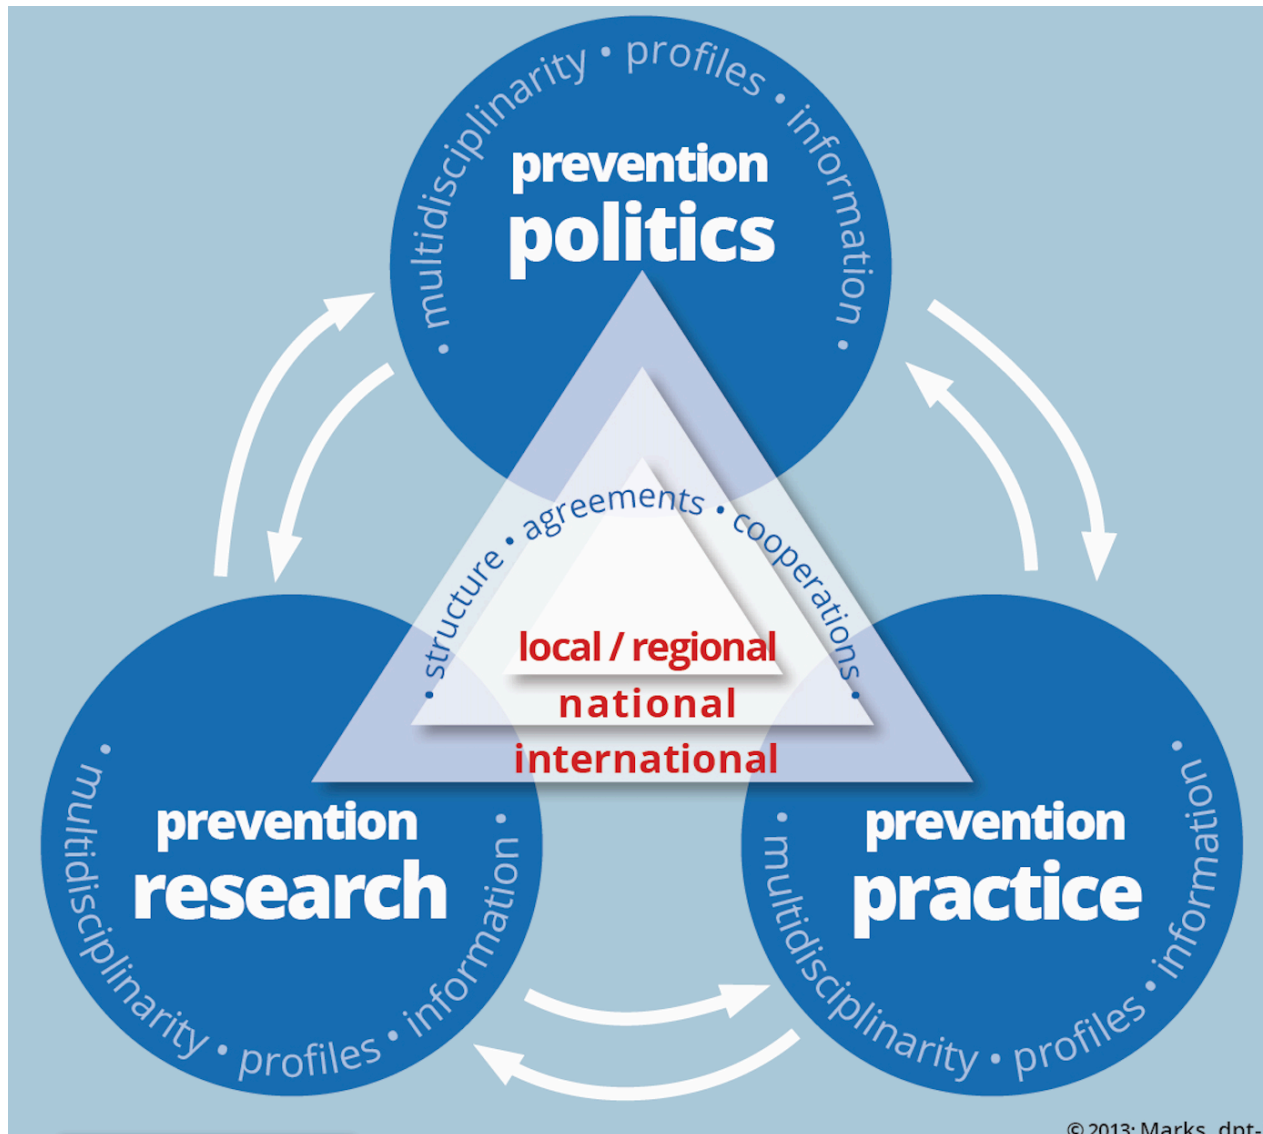 • multidisciplinarity • profiles • information •
prevention
politics
• structure • agreements • cooperations •
local / regional
national
international
prevention
research
• multidisciplinarity • profiles • information •
prevention
practice
• multidisciplinarity • profiles • information •
© 2013: Marks, dpt-